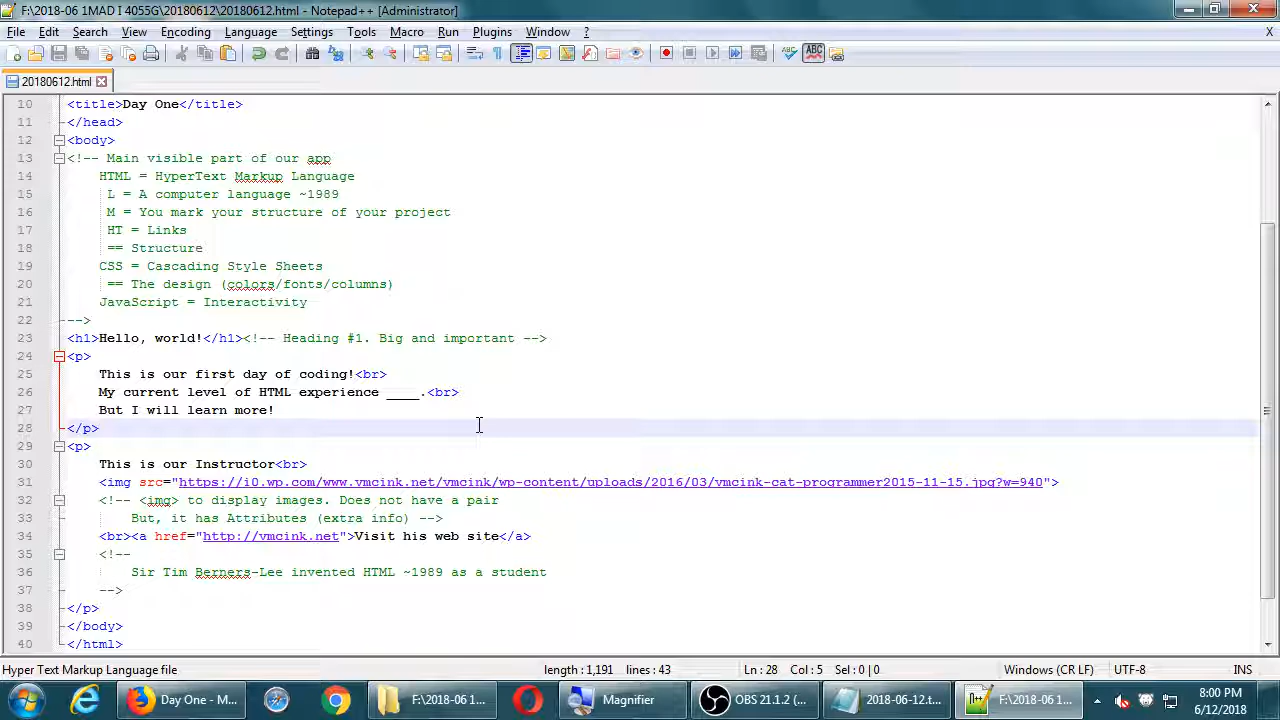 F:\2018-06 1MAD I 4055G\20180612\20180612.html - Notepad++ [Administrator]
File Edit Search View Encoding Language Settings Tools Macro Run Plugins Window ? X
ABC
20180612.html
10 <title>Day One</title>
11 </head>
12 <body>
13 <!-- Main visible part of our app
14 HTML = HyperText Markup Language
15 L = A computer language ~1989
16 M = You mark your structure of your project
17 HT = Links
18 == Structure
19 CSS = Cascading Style Sheets
20 == The design (colors/fonts/columns)
21 JavaScript = Interactivity
22 -->
23 <h1>Hello, world!</h1><!-- Heading #1. Big and important -->
24 <p>
25 This is our first day of coding!<br>
26 My current level of HTML experience ____.<br>
27 But I will learn more!
28 </p>
29 <p>
30 This is our Instructor<br>
31 <img src="https://i0.wp.com/www.vmcink.net/vmcink/wp-content/uploads/2016/03/vmcink-cat-programmer2015-11-15.jpg?w=940">
32 <!-- <img> to display images. Does not have a pair
33 But, it has Attributes (extra info) -->
34 <br><a href="http://vmcink.net">Visit his web site</a>
35 <!--
36 Sir Tim Berners-Lee invented HTML ~1989 as a student
37 -->
38 </p>
39 </body>
40 </html>
Hyper Text Markup Language file length : 1,191 lines : 43 Ln : 28 Col : 5 Sel : 0 | 0 Windows (CR LF) UTF-8 INS
Day One - M... F:\2018-06 1... Magnifier OBS 21.1.2 (... 2018-06-12.t... F:\2018-06 1... 8:00 PM
6/12/2018